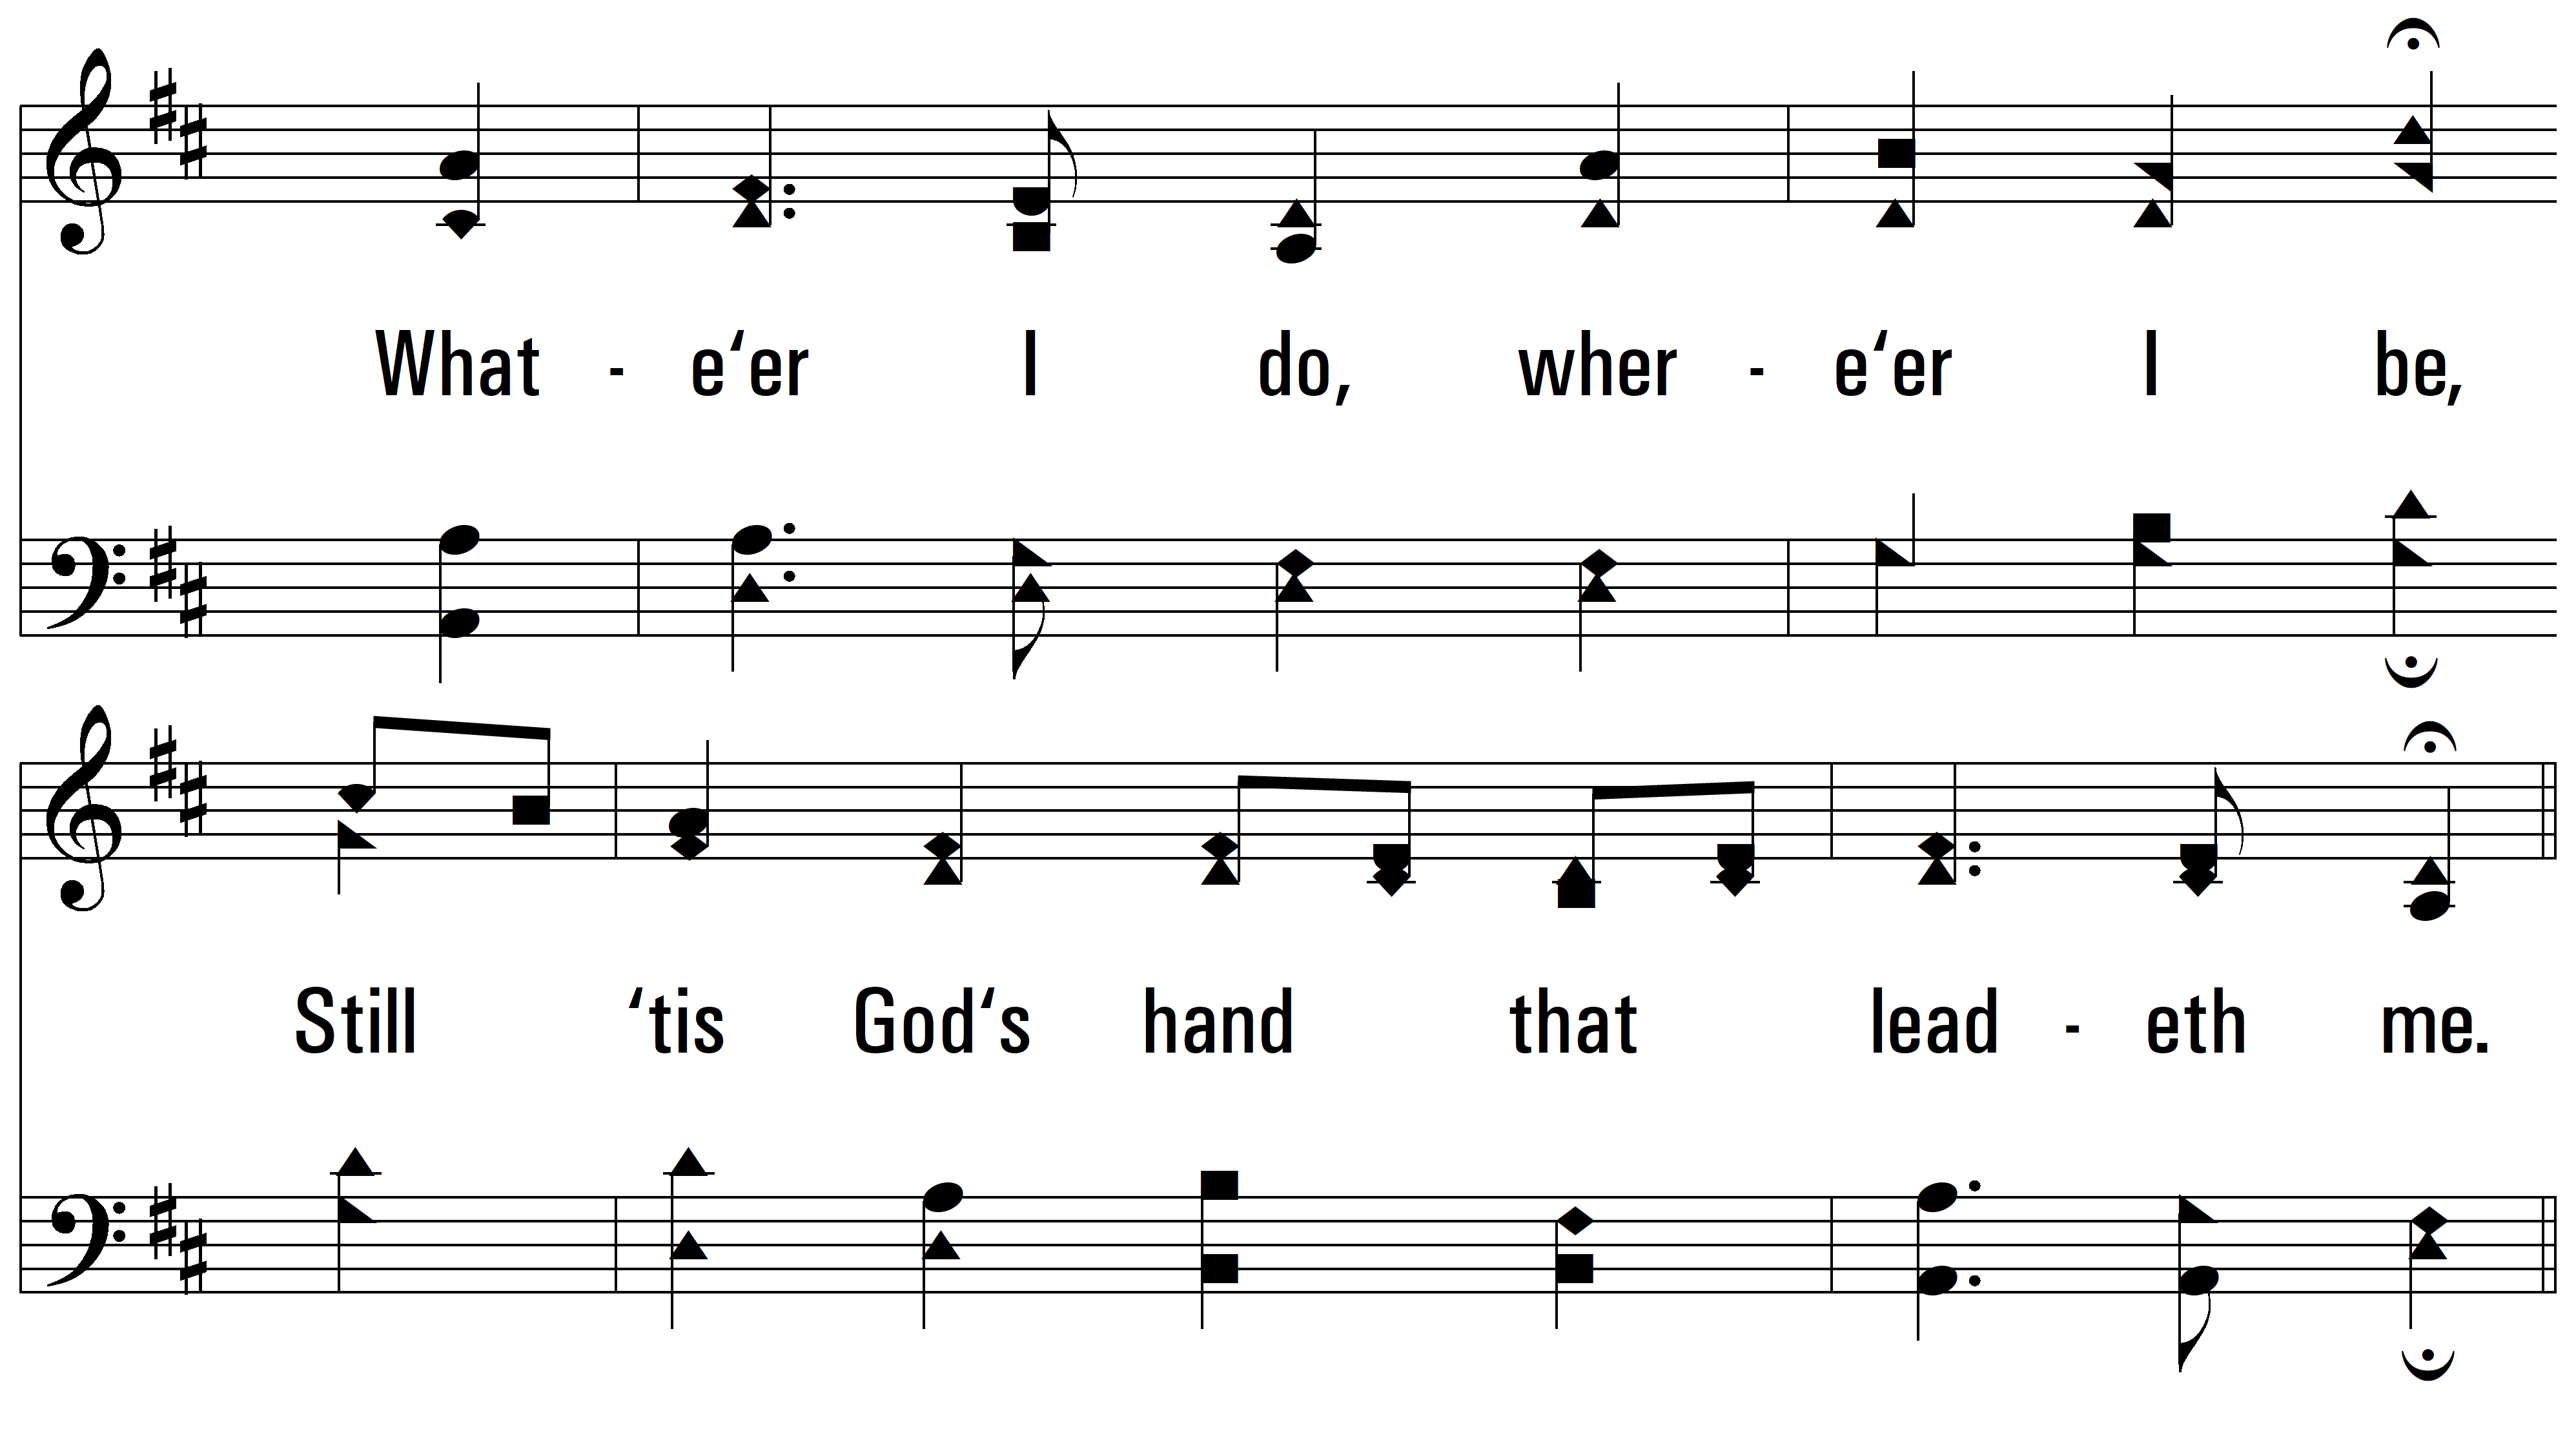 What - e‘er I do, wher - e‘er I be,
Still ‘tis God‘s hand that lead - eth me.